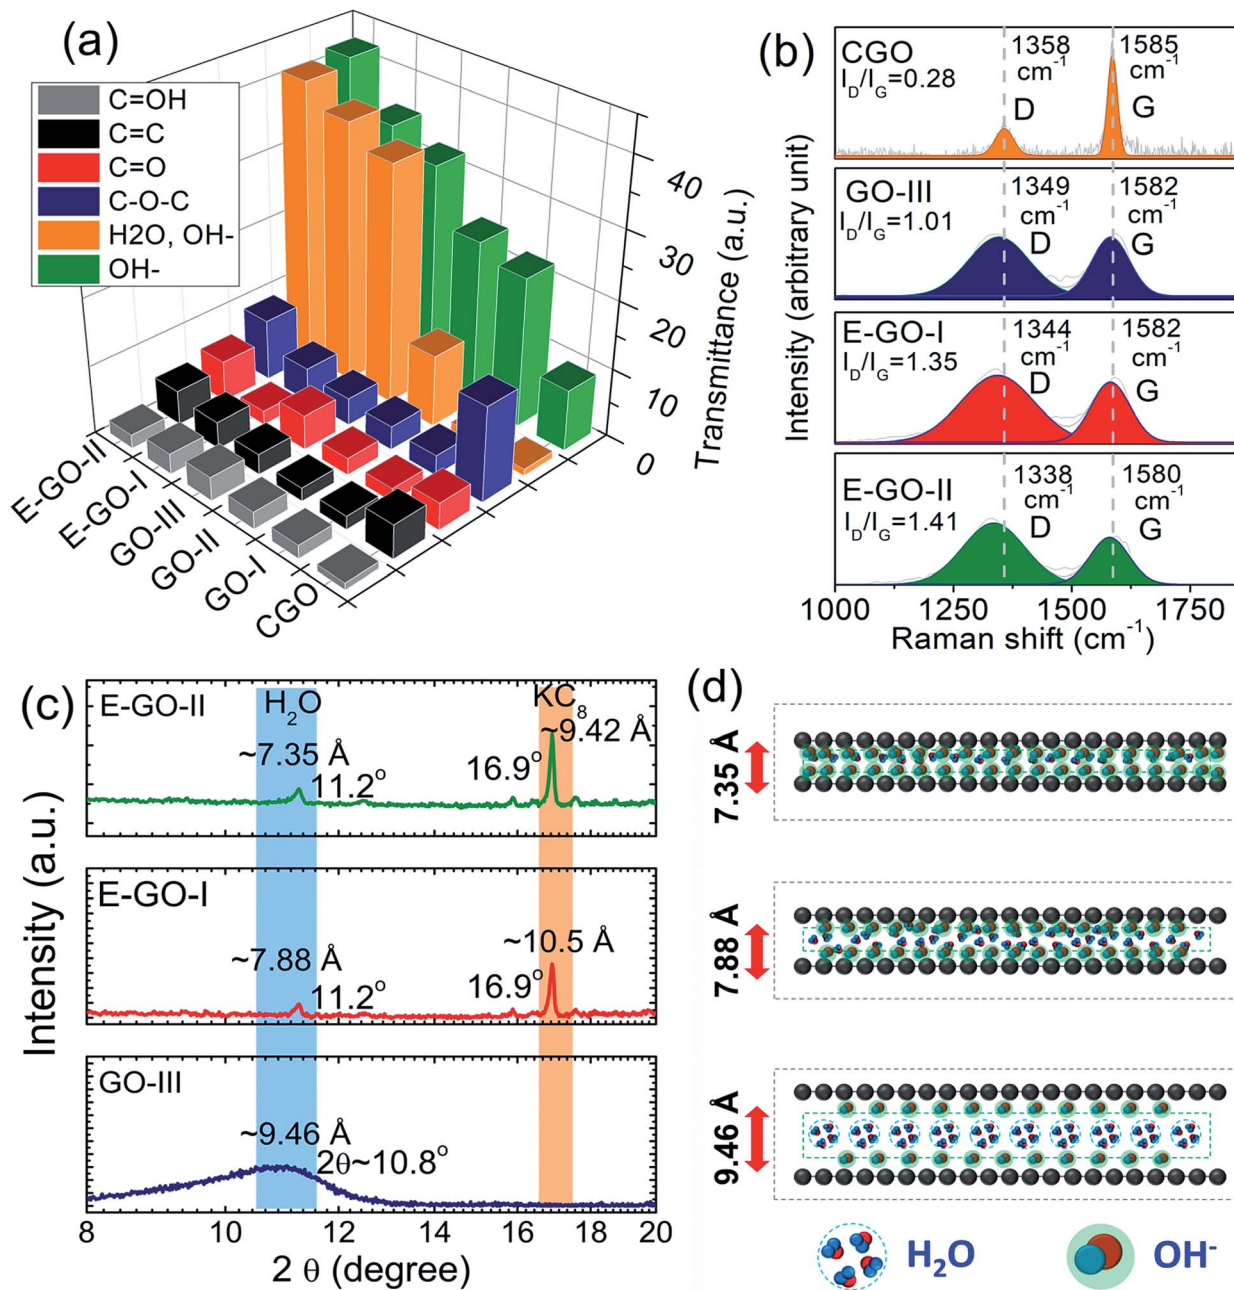 (a)
C=OH
C=C
C=O
C-O-C
H2O, OH-
OH-
40
30
20
10
0
Transmittance (a.u.)
E-GO-II
E-GO-I
GO-III
GO-II
GO-I
CGO
(b)
Intensity (arbitrary unit)
CGO
I_D/I_G=0.28
1358
cm⁻¹
D
1585
cm⁻¹
G
GO-III
I_D/I_G=1.01
1349
cm⁻¹
D
1582
cm⁻¹
G
E-GO-I
I_D/I_G=1.35
1344
cm⁻¹
D
1582
cm⁻¹
G
E-GO-II
I_D/I_G=1.41
1338
cm⁻¹
D
1580
cm⁻¹
G
1000 1250 1500 1750
Raman shift (cm⁻¹)
(c)
Intensity (a.u.)
E-GO-II
H₂O
KC₈
~7.35 Å
11.2°
16.9°
~9.42 Å
E-GO-I
~7.88 Å
11.2°
16.9°
~10.5 Å
GO-III
~9.46 Å
2θ~10.8°
8 10 12 14 16 18 20
2 θ (degree)
(d)
7.35 Å
7.88 Å
9.46 Å
H₂O
OH⁻